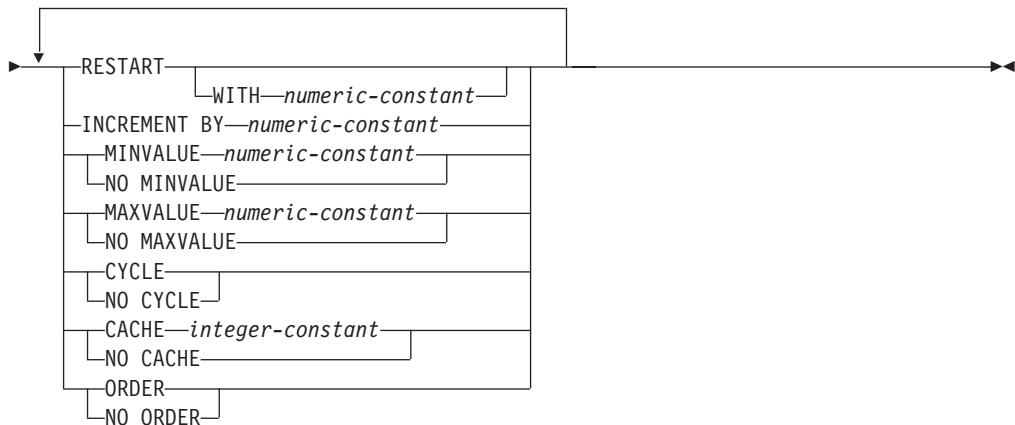 RESTART
WITH numeric-constant
INCREMENT BY numeric-constant
MINVALUE numeric-constant
NO MINVALUE
MAXVALUE numeric-constant
NO MAXVALUE
CYCLE
NO CYCLE
CACHE integer-constant
NO CACHE
ORDER
NO ORDER